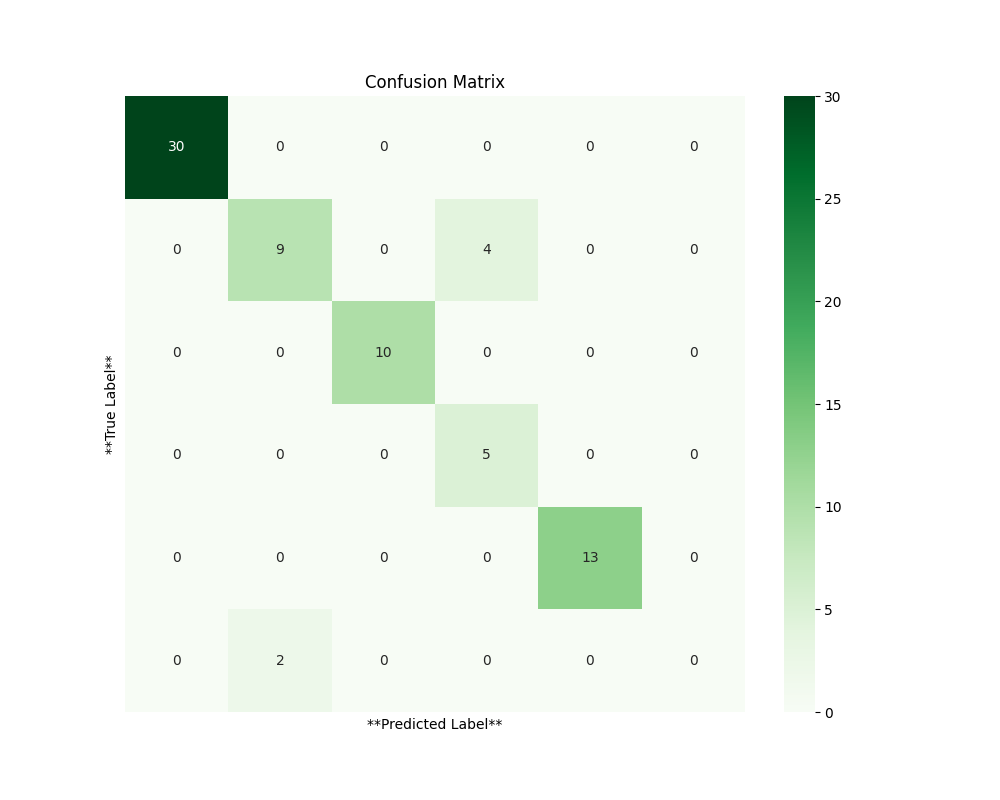 Confusion Matrix
30 0 0 0 0 0
0 9 0 4 0 0
0 0 10 0 0 0
0 0 0 5 0 0
0 0 0 0 13 0
0 2 0 0 0 0
**True Label**
**Predicted Label**
30
25
20
15
10
5
0